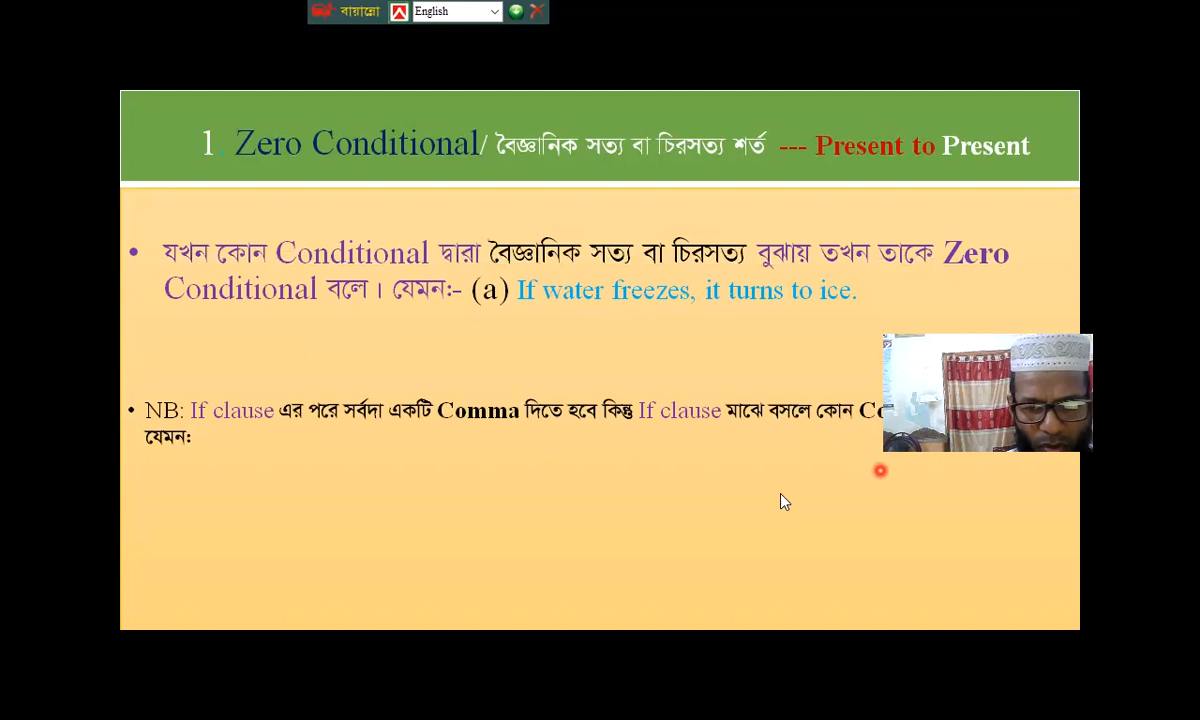 বায়ান্নো English
1. Zero Conditional/ বৈজ্ঞানিক সত্য বা চিরসত্য শর্ত --- Present to Present
• যখন কোন Conditional দ্বারা বৈজ্ঞানিক সত্য বা চিরসত্য বুঝায় তখন তাকে Zero
Conditional বলে। যেমন:- (a) If water freezes, it turns to ice.
• NB: If clause এর পরে সর্বদা একটি Comma দিতে হবে কিন্তু If clause মাঝে বসলে কোন
যেমন: